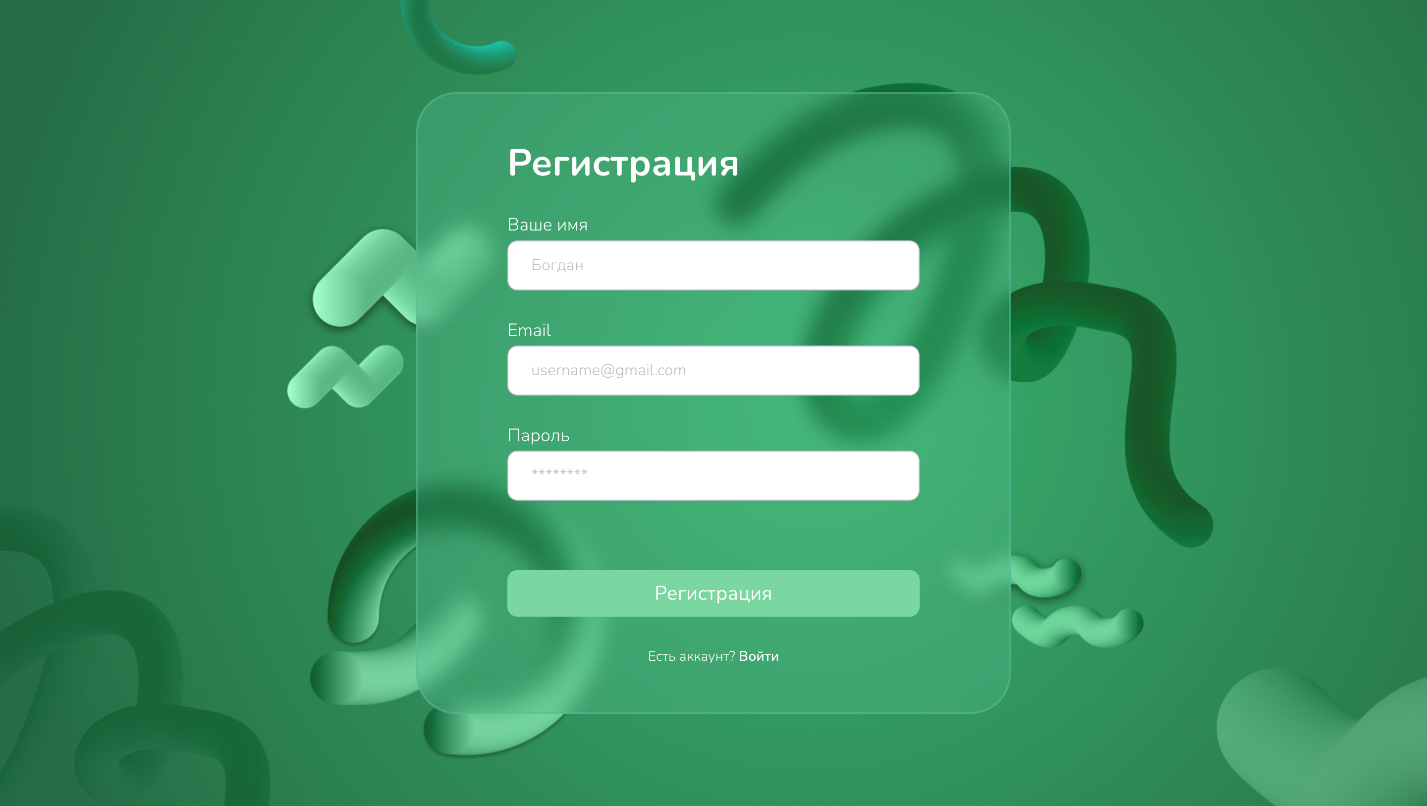 Регистрация
Ваше имя
Богдан
Email
username@gmail.com
Пароль
********
Регистрация
Есть аккаунт? Войти